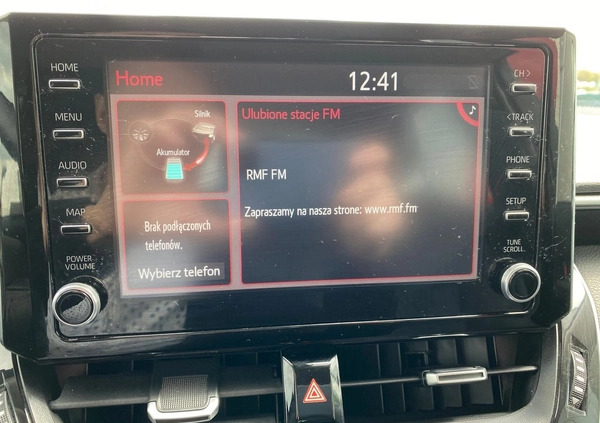 HOME
MENU
AUDIO
MAP
POWER
VOLUME
Home
12:41
Silnik
Akumulator
Ulubione stacje FM
RMF FM
Zapraszamy na nasza strone: www.rmf.fm
Brak podłączonych
telefonów.
Wybierz telefon
CH >
< TRACK
PHONE
SETUP
TUNE
SCROLL